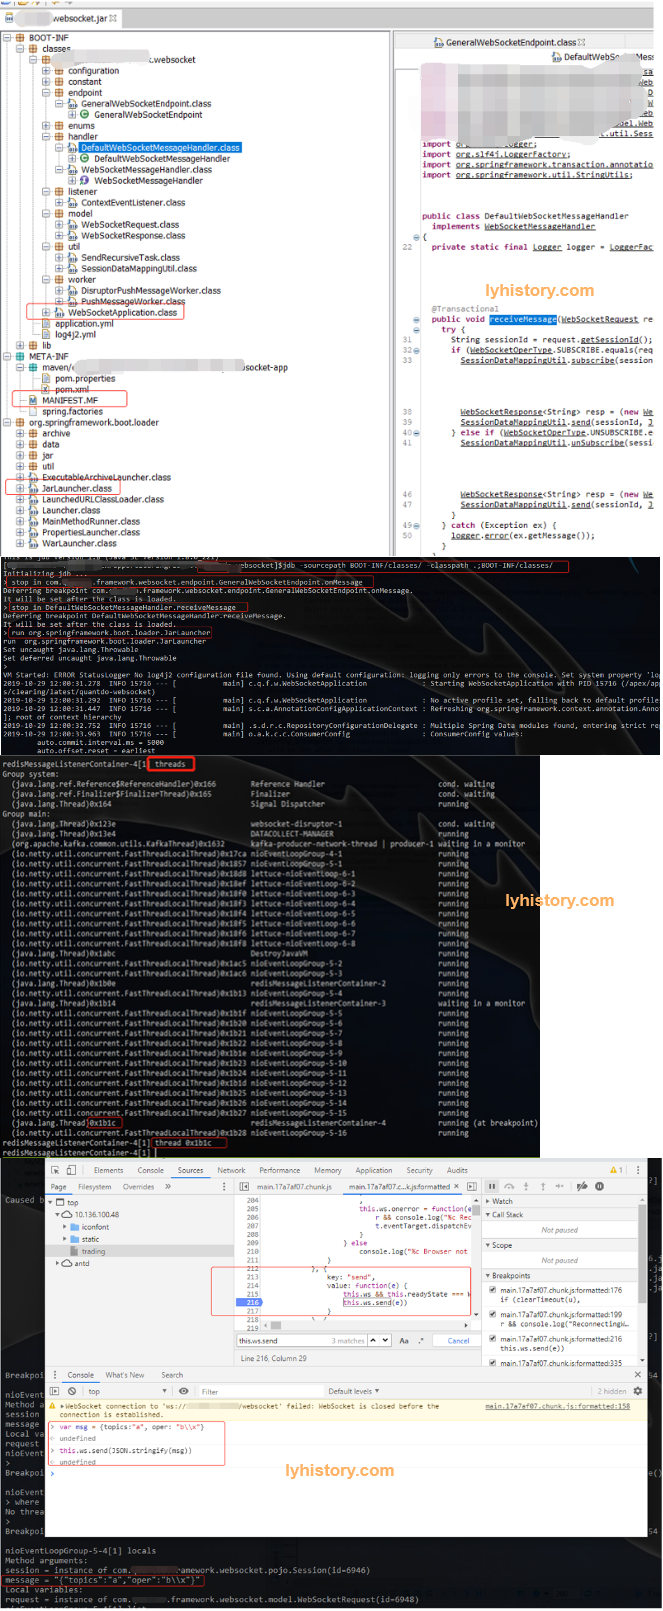 websocket.jar
BOOT-INF
classes
.websocket
configuration
constant
endpoint
GeneralWebSocketEndpoint.class
GeneralWebSocketEndpoint
enums
handler
DefaultWebSocketMessageHandler.class
DefaultWebSocketMessageHandler
WebSocketMessageHandler.class
WebSocketMessageHandler
listener
ContextEventListener.class
model
WebSocketRequest.class
WebSocketResponse.class
util
SendRecursiveTask.class
SessionDataMappingUtil.class
worker
DisruptorPushMessageWorker.class
PushMessageWorker.class
WebSocketApplication.class
application.yml
log4j2.yml
lib
META-INF
maven/
socket-app
pom.properties
pom.xml
MANIFEST.MF
spring.factories
org.springframework.boot.loader
archive
data
jar
util
ExecutableArchiveLauncher.class
JarLauncher.class
LaunchedURLClassLoader.class
Launcher.class
MainMethodRunner.class
PropertiesLauncher.class
WarLauncher.class
GeneralWebSocketEndpoint.class
DefaultWebSocketMess
import org.slf4j.LoggerFactory;
import org.springframework.transaction.annotatio
import org.springframework.util.StringUtils;
public class DefaultWebSocketMessageHandler
implements WebSocketMessageHandler
{
22 private static final Logger logger = LoggerFac
lyhistory.com
@Transactional
public void receiveMessage(WebSocketRequest re
try {
31 String sessionId = request.getSessionId();
32 if (WebSocketOperType.SUBSCRIBE.equals(req
33 SessionDataMappingUtil.subscribe(session
38 WebSocketResponse<String> resp = (new We
39 SessionDataMappingUtil.send(sessionId, J
40 } else if (WebSocketOperType.UNSUBSCRIBE.e
41 SessionDataMappingUtil.unSubscribe(sessi
46 WebSocketResponse<String> resp = (new We
47 SessionDataMappingUtil.send(sessionId, J
}
49 } catch (Exception ex) {
50 logger.error(ex.getMessage());
}
websocket]$jdb -sourcepath BOOT-INF/classes/ -classpath .;BOOT-INF/classes/
Initializing jdb ...
> stop in com. .framework.websocket.endpoint.GeneralWebSocketEndpoint.onMessage
Deferring breakpoint com. .framework.websocket.endpoint.GeneralWebSocketEndpoint.onMessage.
It will be set after the class is loaded.
> stop in DefaultWebSocketMessageHandler.receiveMessage
Deferring breakpoint DefaultWebSocketMessageHandler.receiveMessage.
It will be set after the class is loaded.
> run org.springframework.boot.loader.JarLauncher
run org.springframework.boot.loader.JarLauncher
Set uncaught java.lang.Throwable
Set deferred uncaught java.lang.Throwable
>
VM Started: ERROR StatusLogger No log4j2 configuration file found. Using default configuration: logging only errors to the console. Set system property 'log
2019-10-29 12:00:31.278 INFO 15716 --- [ main] c.q.f.w.WebSocketApplication : Starting WebSocketApplication with PID 15716 (/apex/app
s/clearing/latest/quantdo-websocket)
2019-10-29 12:00:31.292 INFO 15716 --- [ main] c.q.f.w.WebSocketApplication : No active profile set, falling back to default profile
2019-10-29 12:00:31.447 INFO 15716 --- [ main] s.c.a.AnnotationConfigApplicationContext : Refreshing org.springframework.context.annotation.Anno
]; root of context hierarchy
2019-10-29 12:00:32.752 INFO 15716 --- [ main] .s.d.r.c.RepositoryConfigurationDelegate : Multiple Spring Data modules found, entering strict rep
2019-10-29 12:00:33.963 INFO 15716 --- [ main] o.a.k.c.c.ConsumerConfig : ConsumerConfig values:
auto.commit.interval.ms = 5000
auto.offset.reset = earliest
redisMessageListenerContainer-4[1] threads
Group system:
(java.lang.ref.Reference$ReferenceHandler)0x166 Reference Handler cond. waiting
(java.lang.ref.Finalizer$FinalizerThread)0x165 Finalizer cond. waiting
(java.lang.Thread)0x164 Signal Dispatcher running
Group main:
(java.lang.Thread)0x123e websocket-disruptor-1 cond. waiting
(java.lang.Thread)0x13e4 DATACOLLECT-MANAGER running
(org.apache.kafka.common.utils.KafkaThread)0x1632 kafka-producer-network-thread | producer-1 waiting in a monitor
(io.netty.util.concurrent.FastThreadLocalThread)0x17ca nioEventLoopGroup-4-1 running
(io.netty.util.concurrent.FastThreadLocalThread)0x1857 nioEventLoopGroup-5-1 running
(io.netty.util.concurrent.FastThreadLocalThread)0x18d8 lettuce-nioEventLoop-6-1 running
(io.netty.util.concurrent.FastThreadLocalThread)0x18ef lettuce-nioEventLoop-6-2 running
(io.netty.util.concurrent.FastThreadLocalThread)0x18f0 lettuce-nioEventLoop-6-3 running
(io.netty.util.concurrent.FastThreadLocalThread)0x18f3 lettuce-nioEventLoop-6-4 running
(io.netty.util.concurrent.FastThreadLocalThread)0x18f4 lettuce-nioEventLoop-6-5 running
(io.netty.util.concurrent.FastThreadLocalThread)0x18f6 lettuce-nioEventLoop-6-6 running
(io.netty.util.concurrent.FastThreadLocalThread)0x18f7 lettuce-nioEventLoop-6-7 running
(io.netty.util.concurrent.FastThreadLocalThread)0x18f8 lettuce-nioEventLoop-6-8 running
(java.lang.Thread)0x1abc DestroyJavaVM running
(io.netty.util.concurrent.FastThreadLocalThread)0x1ac5 nioEventLoopGroup-5-2 running
(io.netty.util.concurrent.FastThreadLocalThread)0x1ac6 nioEventLoopGroup-5-3 running
(java.lang.Thread)0x1b0e redisMessageListenerContainer-2 running
(io.netty.util.concurrent.FastThreadLocalThread)0x1b13 nioEventLoopGroup-5-4 running
(java.lang.Thread)0x1b14 redisMessageListenerContainer-3 waiting in a monitor
(io.netty.util.concurrent.FastThreadLocalThread)0x1b1f nioEventLoopGroup-5-5 running
(io.netty.util.concurrent.FastThreadLocalThread)0x1b20 nioEventLoopGroup-5-6 running
(io.netty.util.concurrent.FastThreadLocalThread)0x1b21 nioEventLoopGroup-5-7 running
(io.netty.util.concurrent.FastThreadLocalThread)0x1b22 nioEventLoopGroup-5-8 running
(io.netty.util.concurrent.FastThreadLocalThread)0x1b1e nioEventLoopGroup-5-9 running
(io.netty.util.concurrent.FastThreadLocalThread)0x1b23 nioEventLoopGroup-5-10 running
(io.netty.util.concurrent.FastThreadLocalThread)0x1b24 nioEventLoopGroup-5-11 running
(io.netty.util.concurrent.FastThreadLocalThread)0x1b1d nioEventLoopGroup-5-12 running
(io.netty.util.concurrent.FastThreadLocalThread)0x1b25 nioEventLoopGroup-5-13 running
(io.netty.util.concurrent.FastThreadLocalThread)0x1b26 nioEventLoopGroup-5-14 running
(io.netty.util.concurrent.FastThreadLocalThread)0x1b27 nioEventLoopGroup-5-15 running
(java.lang.Thread)0x1b1c redisMessageListenerContainer-4 running (at breakpoint)
(io.netty.util.concurrent.FastThreadLocalThread)0x1b28 nioEventLoopGroup-5-16 running
redisMessageListenerContainer-4[1] thread 0x1b1c
redisMessageListenerContainer-4[1]
lyhistory.com
Elements Console Sources Network Performance Memory Application Security Audits 1
Page Filesystem Overrides main.17a7af07.chunk.js main.17a7af07.c...k.js:formatted
top
10.136.100.48
iconfont
static
trading
antd
204
205 this.ws.onerror = function(e
206 r && console.log("%c Rec
207 t.eventTarget.dispatchEv
208 }
209 } else
210 console.log("%c Browser not
211 }
212 }, {
213 key: "send",
214 value: function(e) {
215 this.ws && this.readyState === W
216 this.ws.send(e))
217 }
218
219
this.ws.send 3 matches Aa .* Cancel
Line 216, Column 29
Watch
Call Stack
Not paused
Scope
Not paused
Breakpoints
main.17a7af07.chunk.js:formatted:176
if (clearTimeout(u),
main.17a7af07.chunk.js:formatted:199
r && console.log("ReconnectingW...
main.17a7af07.chunk.js:formatted:216
this.ws.send(e))
main.17a7af07.chunk.js:formatted:335
Console What's New Search
top Filter Default levels 2 hidden
WebSocket connection to 'ws:// /websocket' failed: WebSocket is closed before the connection is established. main.17a7af07.chunk.js:formatted:158
> var msg = {topics:"a", oper: "b\\x"}
undefined
> this.ws.send(JSON.stringify(msg))
undefined
lyhistory.com
Caused b
Breakpoi
nioEvent
Method a
session
message
Local va
request
nioEvent
>
Breakpoi
nioEvent
> where
No threa
>
Breakpoi
nioEventLoopGroup-5-4[1] locals
Method arguments:
session = instance of com. .framework.websocket.pojo.Session(id=6946)
message = "{"topics":"a","oper":"b\\x"}"
Local variables:
request = instance of com. .framework.websocket.model.WebSocketRequest(id=6948)